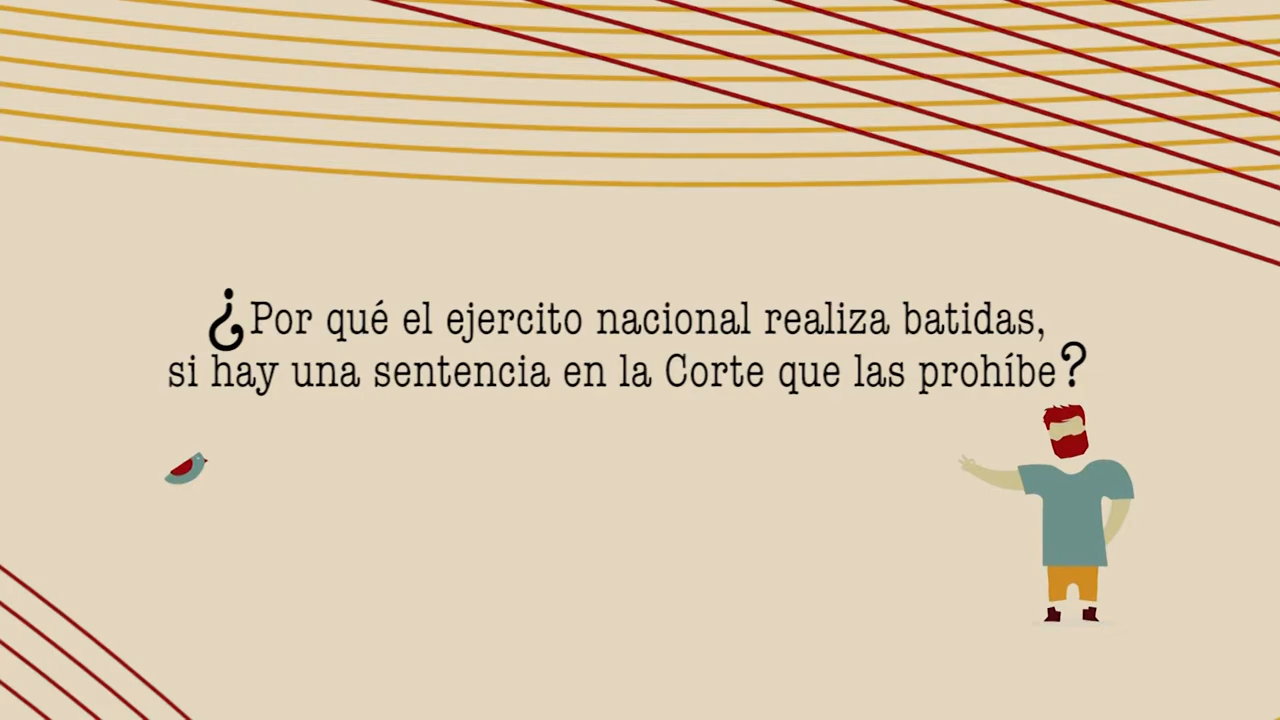 ¿Por qué el ejercito nacional realiza batidas,
si hay una sentencia en la Corte que las prohíbe?